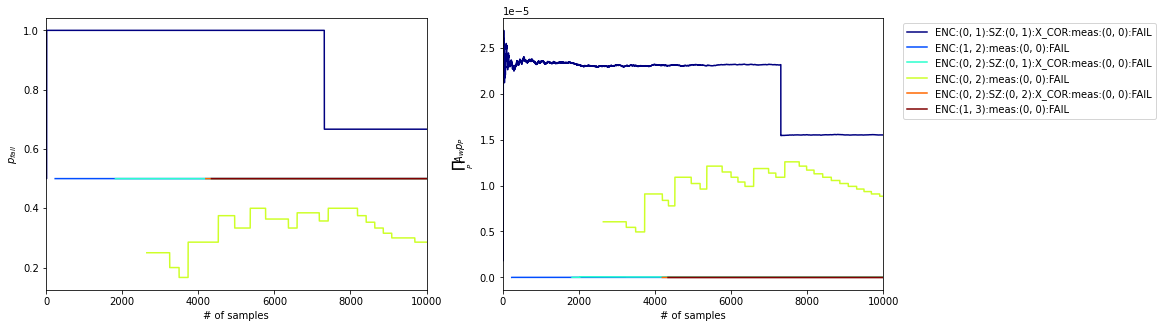 1.0
0.8
0.6
0.4
0.2
p_fail
0 2000 4000 6000 8000 10000
# of samples
1e−5
2.5
2.0
1.5
1.0
0.5
0.0
∏_P A_w p_P
0 2000 4000 6000 8000 10000
# of samples
ENC:(0, 1):SZ:(0, 1):X_COR:meas:(0, 0):FAIL
ENC:(1, 2):meas:(0, 0):FAIL
ENC:(0, 2):SZ:(0, 1):X_COR:meas:(0, 0):FAIL
ENC:(0, 2):meas:(0, 0):FAIL
ENC:(0, 2):SZ:(0, 2):X_COR:meas:(0, 0):FAIL
ENC:(1, 3):meas:(0, 0):FAIL